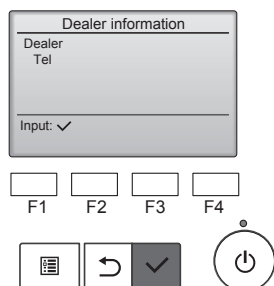 Dealer information
Dealer
Tel
Input: ✓
F1 F2 F3 F4